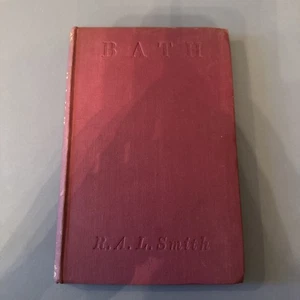 BATH
R. A. L. Smith